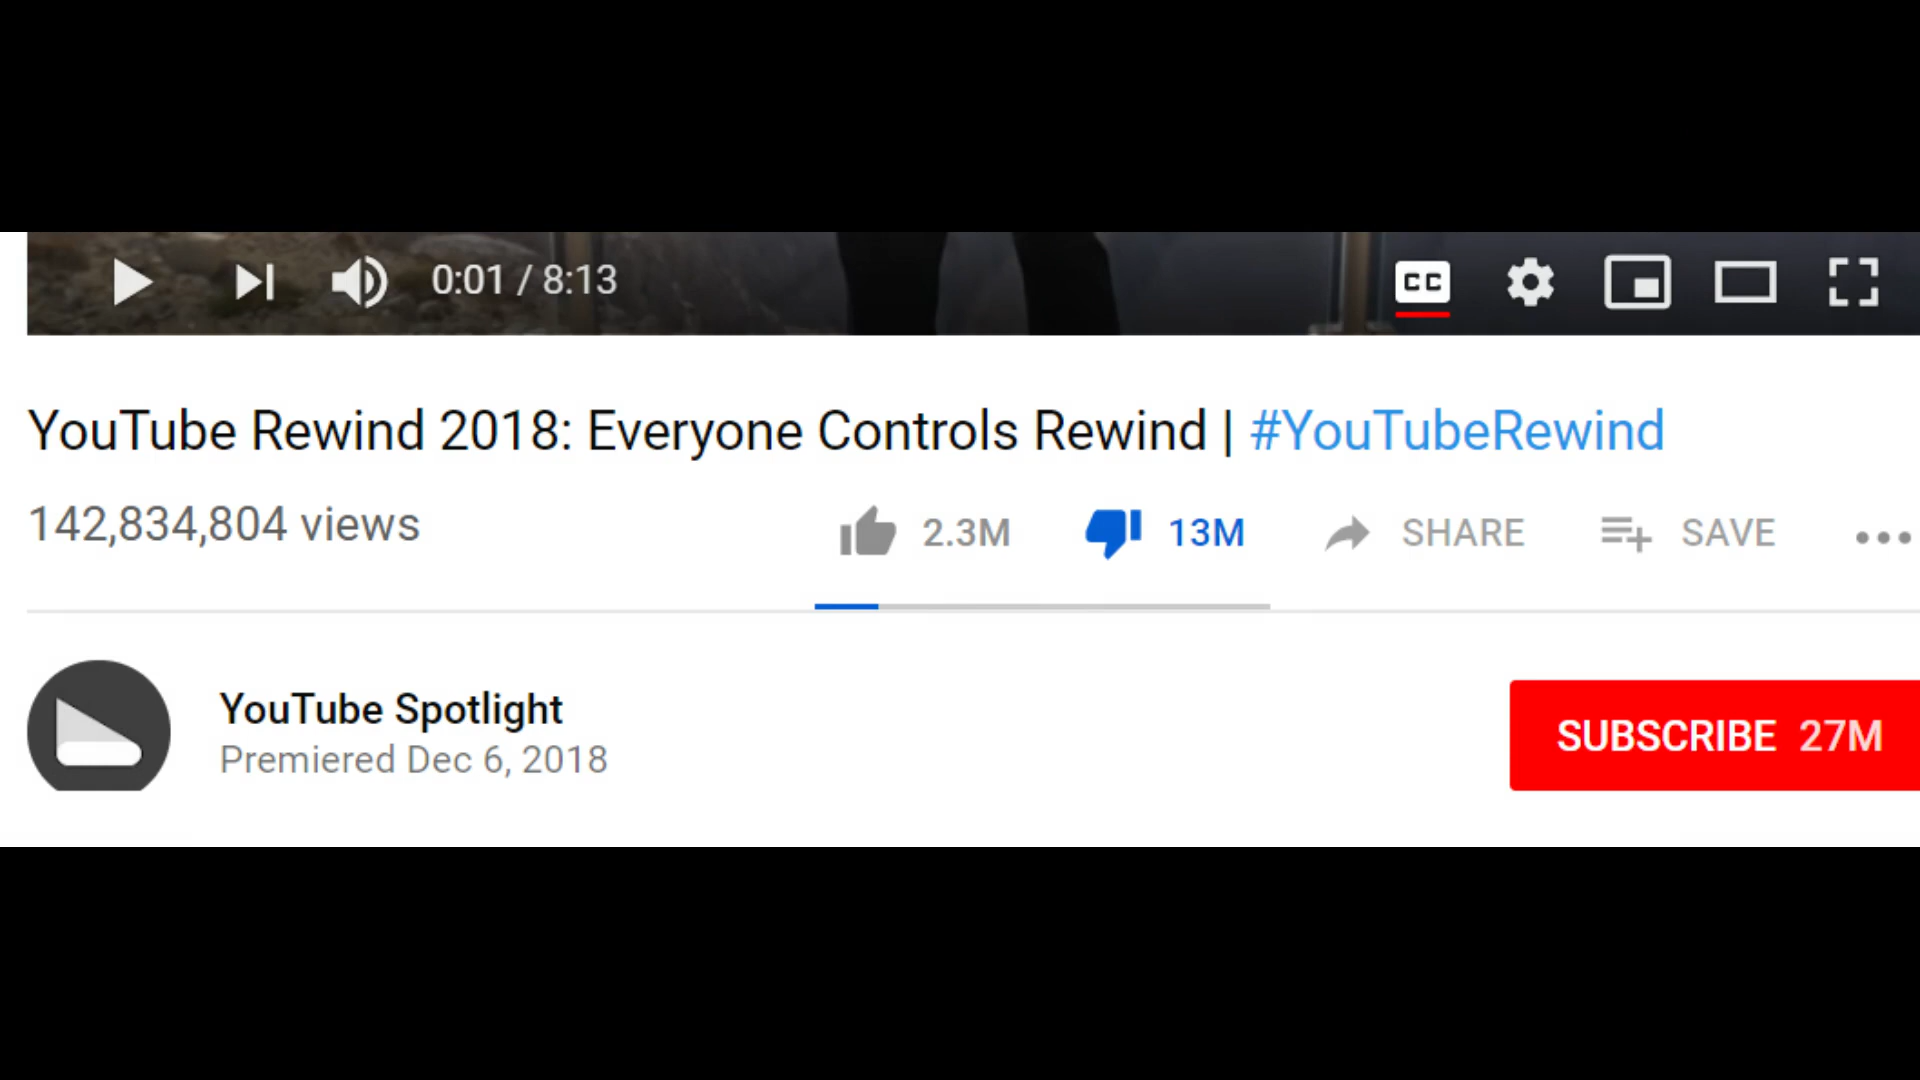 0:01 / 8:13 CC
YouTube Rewind 2018: Everyone Controls Rewind | #YouTubeRewind
142,834,804 views 2.3M 13M SHARE SAVE
YouTube Spotlight
Premiered Dec 6, 2018
SUBSCRIBE 27M